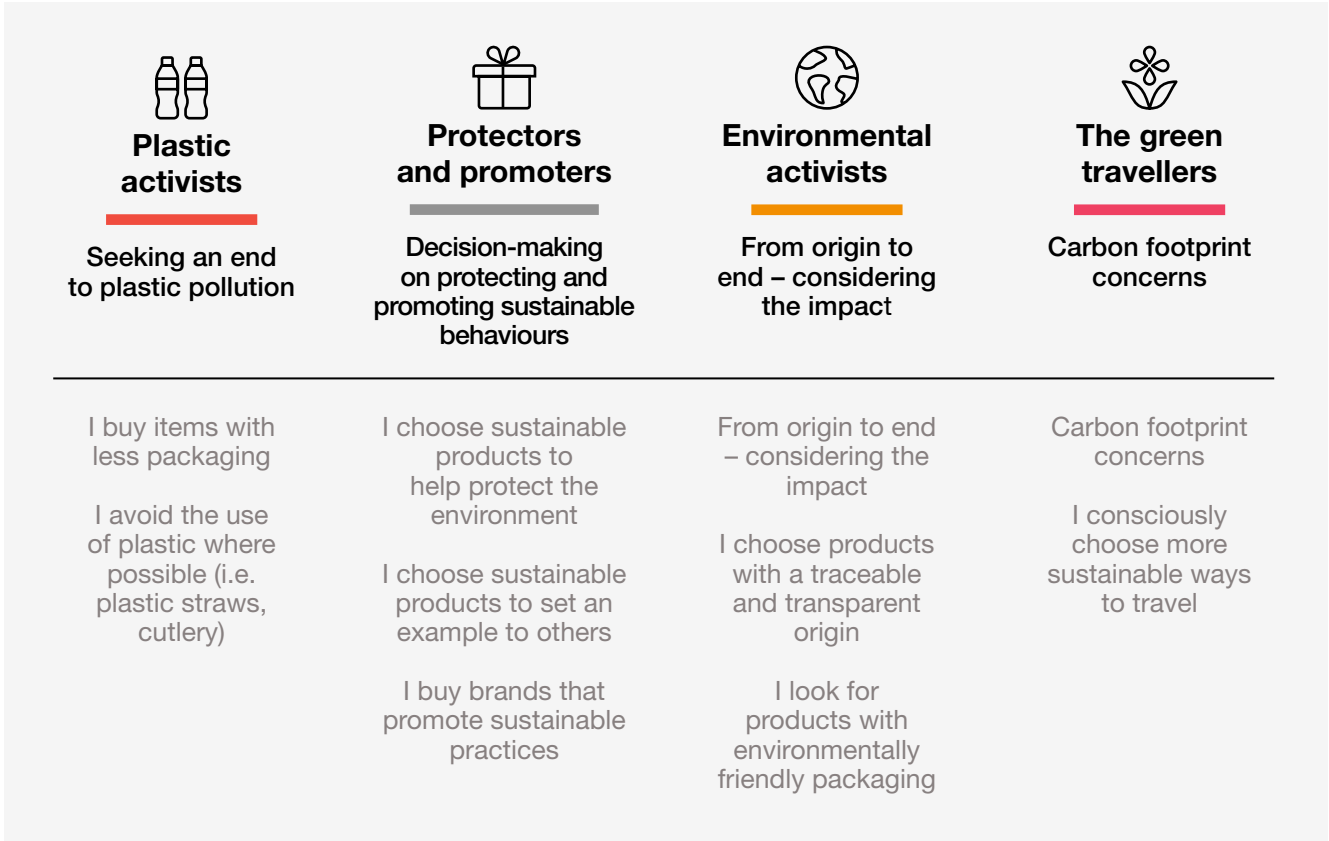 Plastic
activists
Seeking an end
to plastic pollution
I buy items with
less packaging
I avoid the use
of plastic where
possible (i.e.
plastic straws,
cutlery)
Protectors
and promoters
Decision-making
on protecting and
promoting sustainable
behaviours
I choose sustainable
products to
help protect the
environment
I choose sustainable
products to set an
example to others
I buy brands that
promote sustainable
practices
Environmental
activists
From origin to
end – considering
the impact
From origin to end
– considering the
impact
I choose products
with a traceable
and transparent
origin
I look for
products with
environmentally
friendly packaging
The green
travellers
Carbon footprint
concerns
Carbon footprint
concerns
I consciously
choose more
sustainable ways
to travel